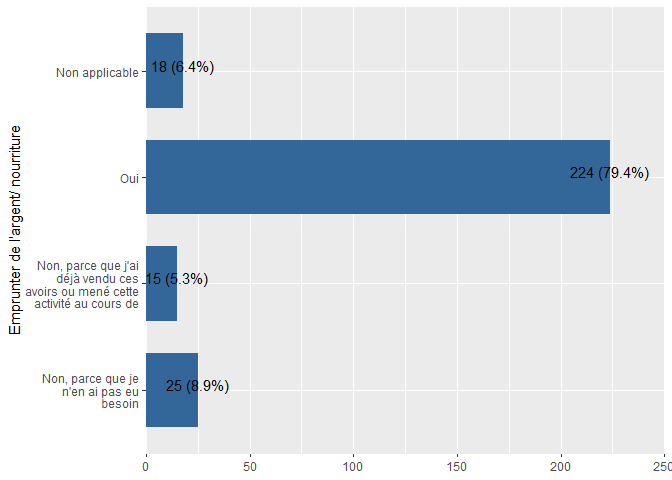 Emprunter de l'argent/ nourriture
Non applicable
18 (6.4%)
Oui
224 (79.4%)
Non, parce que j'ai
déjà vendu ces
avoirs ou mené cette
activité au cours de
15 (5.3%)
Non, parce que je
n'en ai pas eu
besoin
25 (8.9%)
0 50 100 150 200 250